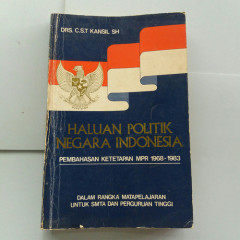 DRS. C.S.T KANSIL SH
HALUAN POLITIK
NEGARA INDONESIA
PEMBAHASAN KETETAPAN MPR 1968-1983
DALAM RANGKA MATAPELAJARAN
UNTUK SMTA DAN PERGURUAN TINGGI